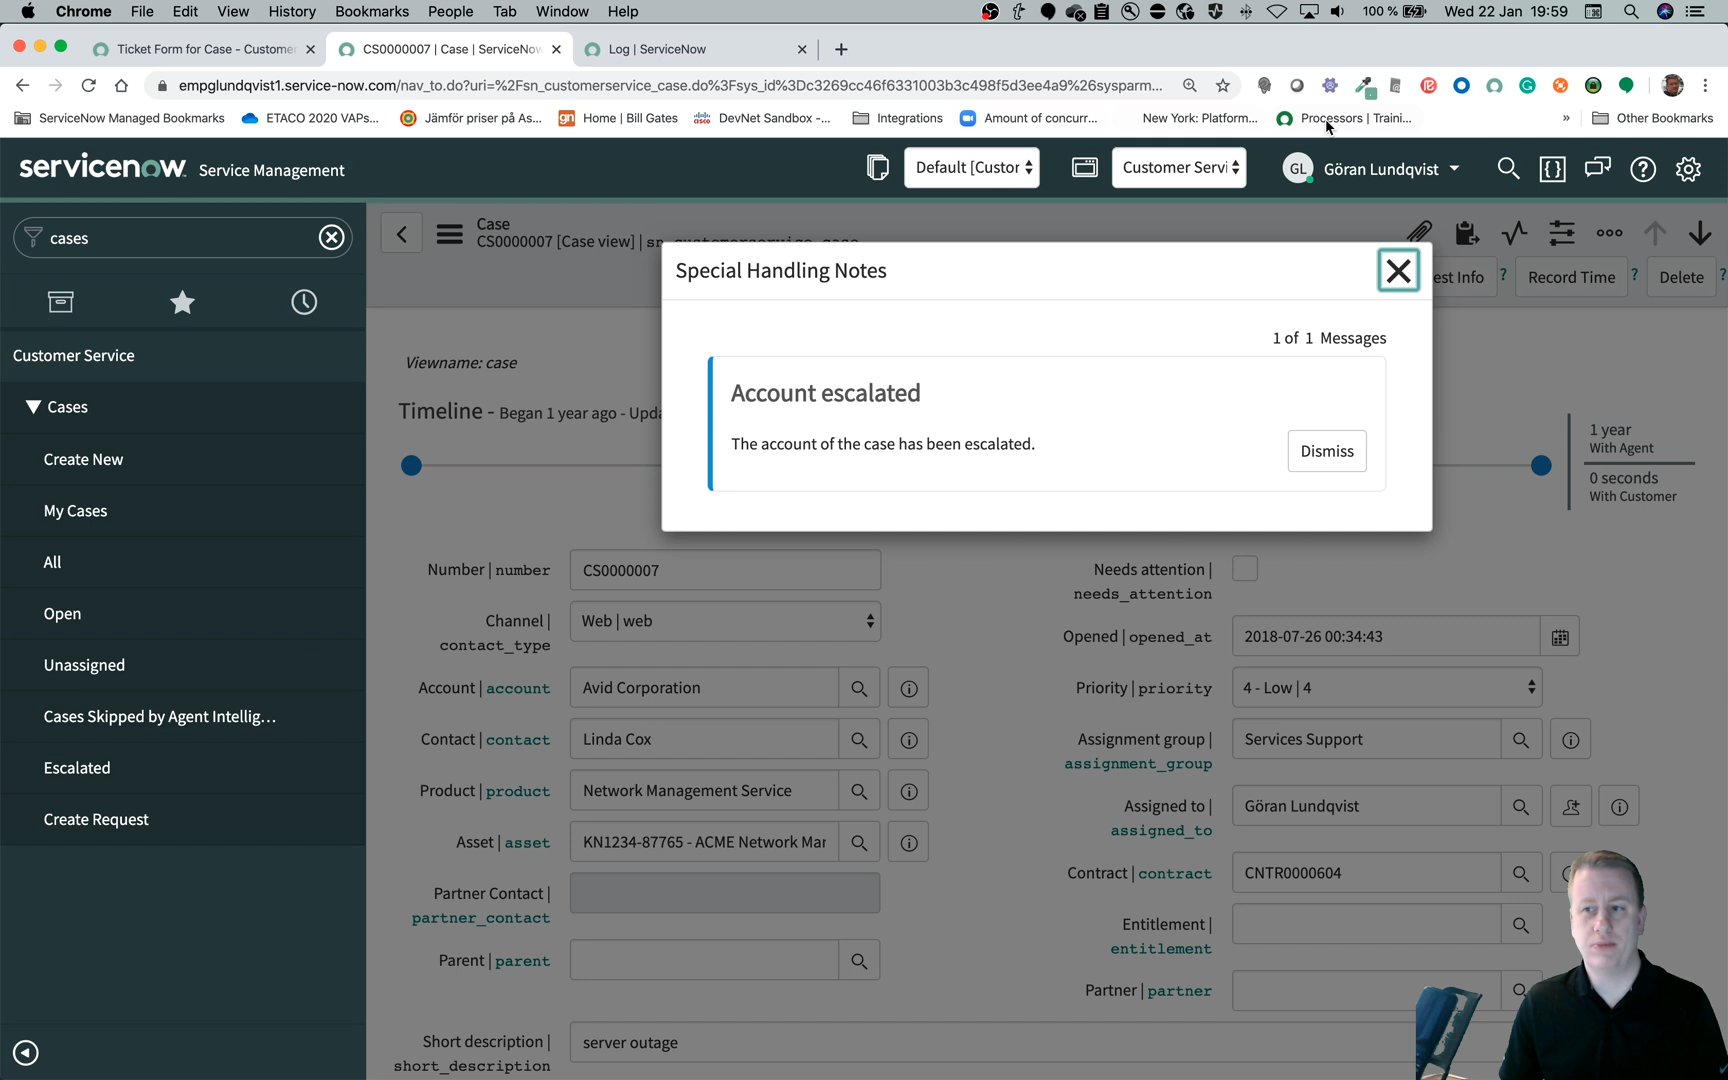 Chrome File Edit View History Bookmarks People Tab Window Help 100 % Wed 22 Jan 19:59
Ticket Form for Case - Custome
CS0000007 | Case | ServiceNow
Log | ServiceNow
empglundqvist1.service-now.com/nav_to.do?uri=%2Fsn_customerservice_case.do%3Fsys_id%3Dc3269cc46f6331003b3c498f5d3ee4a9%26sysparm...
ServiceNow Managed Bookmarks ETACO 2020 VAPs... Jämför priser på As... Home | Bill Gates DevNet Sandbox -... Integrations Amount of concurr... New York: Platform... Processors | Traini... » Other Bookmarks
servicenow Service Management
Default [Custor
Customer Servi
GL Göran Lundqvist
cases
Customer Service
Cases
Create New
My Cases
All
Open
Unassigned
Cases Skipped by Agent Intellig...
Escalated
Create Request
Case
CS0000007 [Case view] | sn_customerservice_case
est Info ? Record Time ? Delete ?
Special Handling Notes
1 of 1 Messages
Account escalated
The account of the case has been escalated.
Dismiss
Viewname: case
Timeline - Began 1 year ago - Upda
1 year
With Agent
0 seconds
With Customer
Number | number CS0000007
Channel | contact_type Web | web
Account | account Avid Corporation
Contact | contact Linda Cox
Product | product Network Management Service
Asset | asset KN1234-87765 - ACME Network Mar
Partner Contact | partner_contact
Parent | parent
Needs attention | needs_attention
Opened | opened_at 2018-07-26 00:34:43
Priority | priority 4 - Low | 4
Assignment group | assignment_group Services Support
Assigned to | assigned_to Göran Lundqvist
Contract | contract CNTR0000604
Entitlement | entitlement
Partner | partner
Short description | short_description server outage